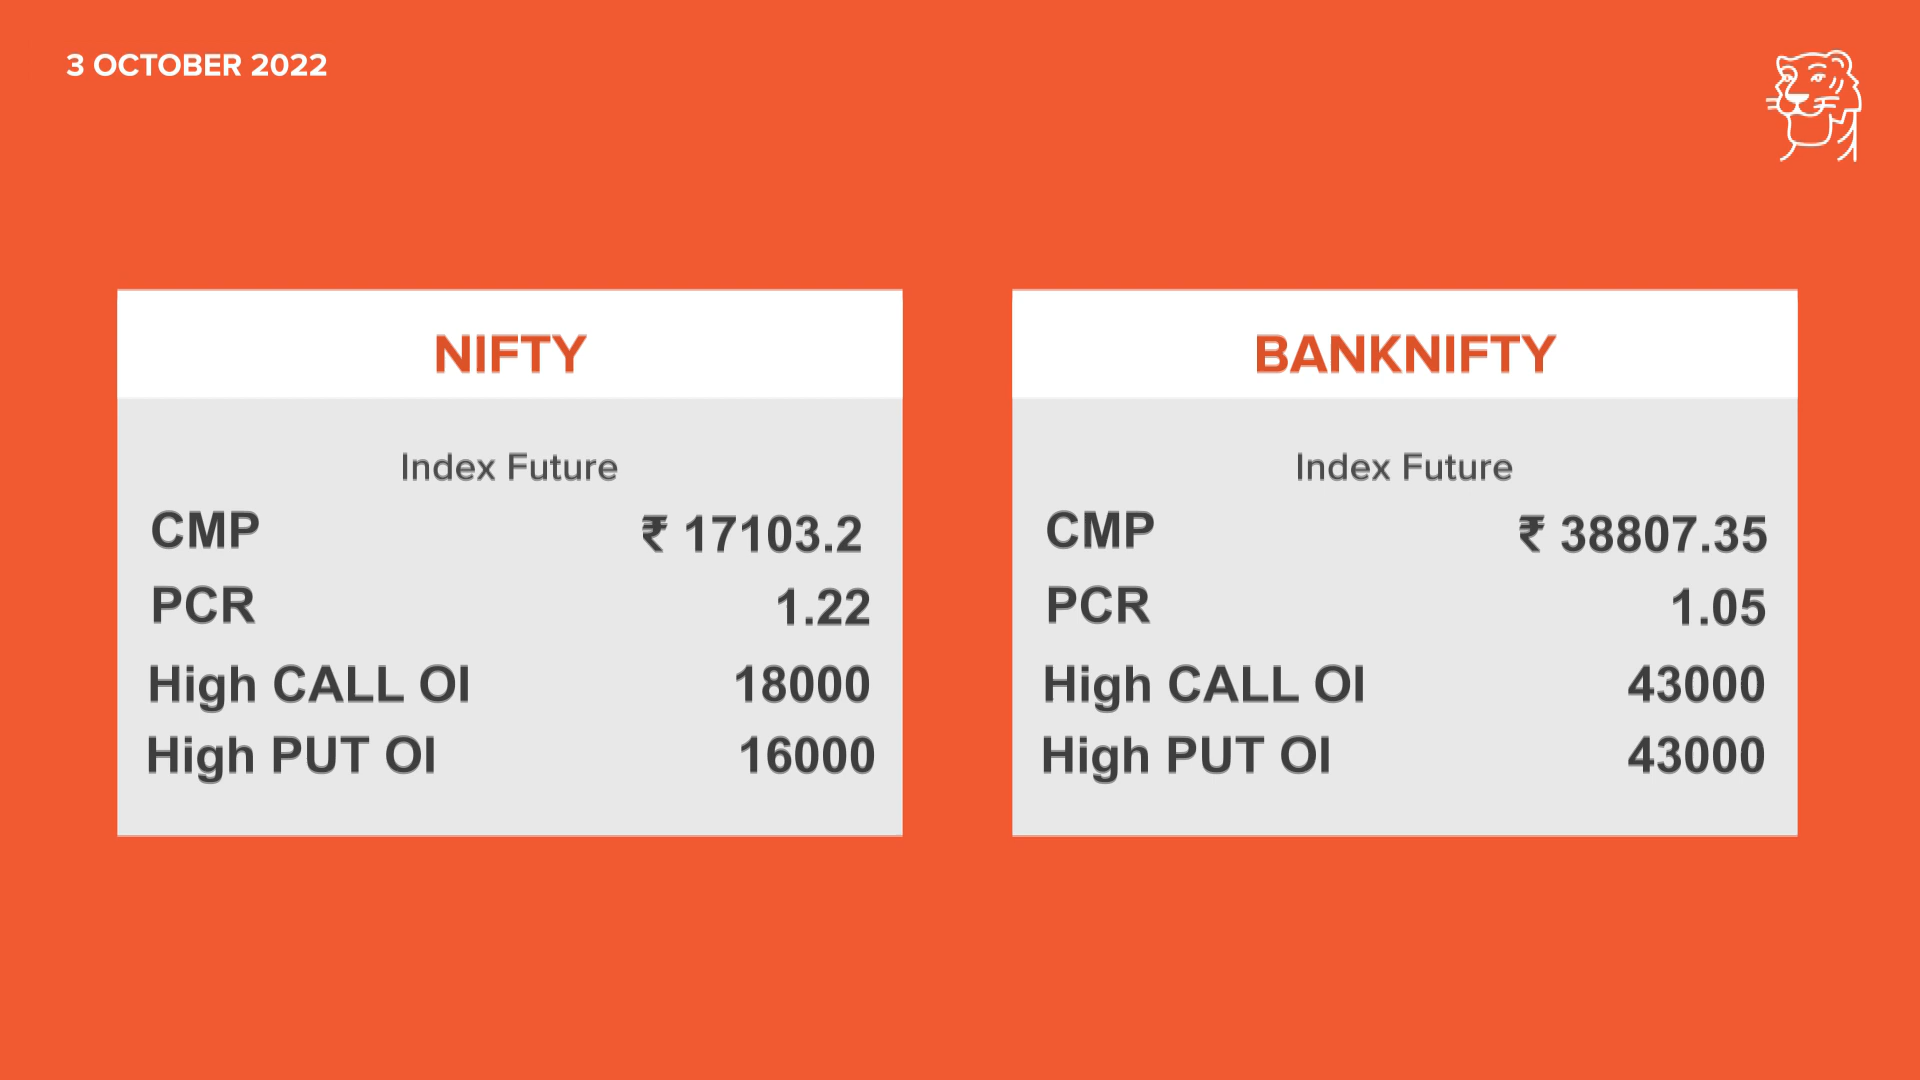 3 OCTOBER 2022
NIFTY
Index Future
CMP ₹ 17103.2
PCR 1.22
High CALL OI 18000
High PUT OI 16000
BANKNIFTY
Index Future
CMP ₹ 38807.35
PCR 1.05
High CALL OI 43000
High PUT OI 43000